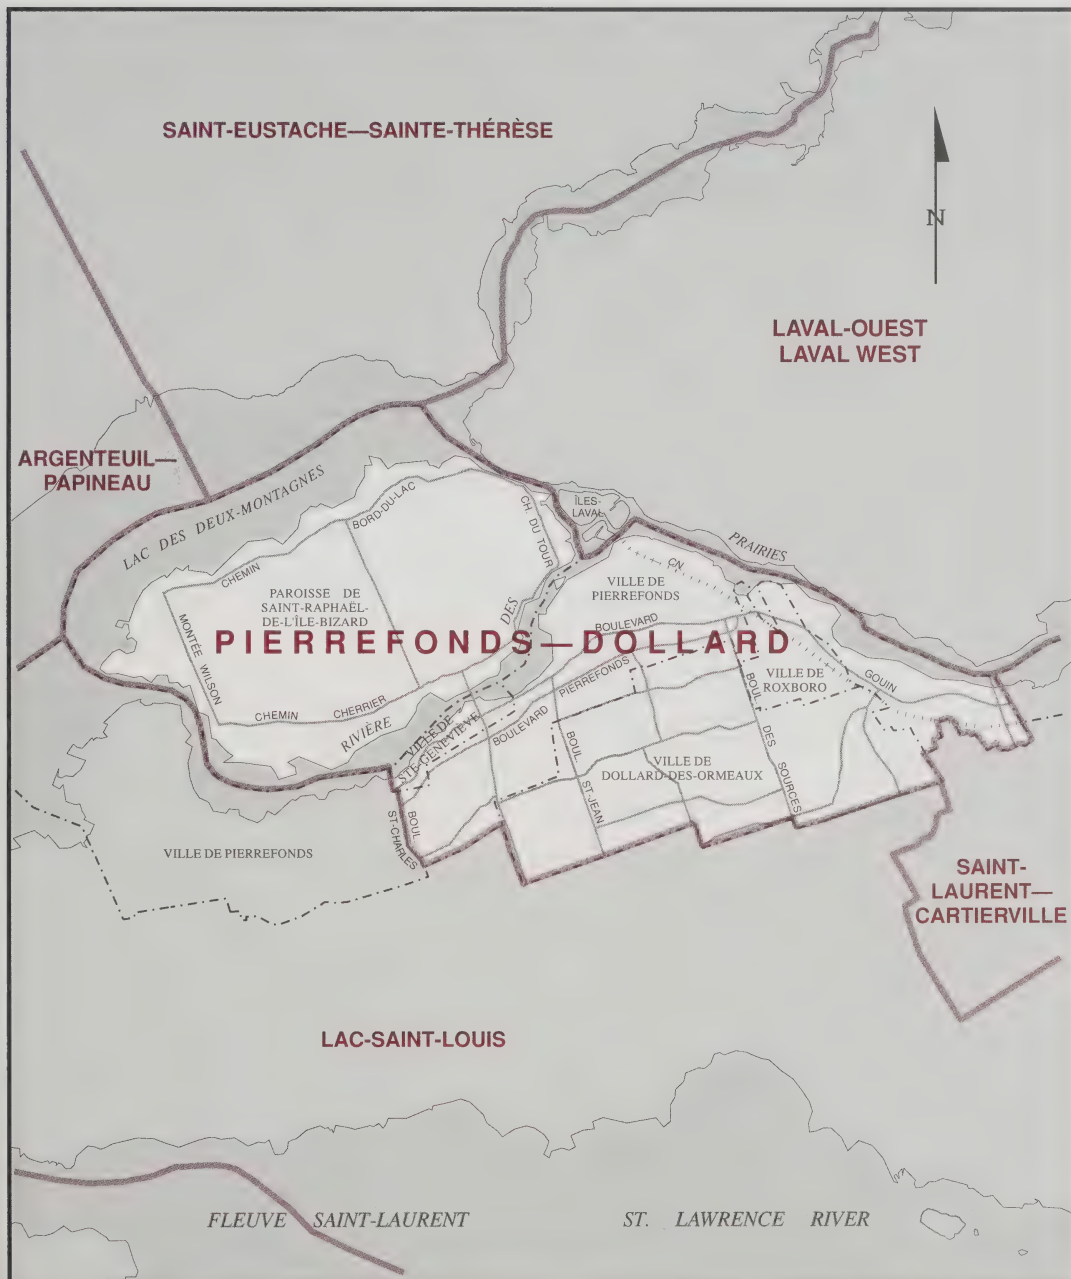 SAINT-EUSTACHE—SAINTE-THÉRÈSE
N
LAVAL-OUEST
LAVAL WEST
ARGENTEUIL—
PAPINEAU
LAC DES DEUX-MONTAGNES
BORD-DU-LAC
CHEMIN
CH. DU TOUR
ÎLES-
LAVAL
PRAIRIES
CN
PAROISSE DE
SAINT-RAPHAËL-
DE-L'ÎLE-BIZARD
VILLE DE
PIERREFONDS
DES
BOULEVARD
PIERREFONDS—DOLLARD
MONTÉE WILSON
PIERREFONDS
BOUL
VILLE DE
ROXBORO
GOUIN
CHEMIN CHERRIER
RIVIÈRE
VILLE DE
STE-GENEVIÈVE
BOULEVARD
BOUL.
ST-JEAN
DES
SOURCES
VILLE DE
DOLLARD-DES-ORMEAUX
BOUL
ST-CHARLES
VILLE DE PIERREFONDS
SAINT-
LAURENT—
CARTIERVILLE
LAC-SAINT-LOUIS
FLEUVE SAINT-LAURENT
ST. LAWRENCE RIVER